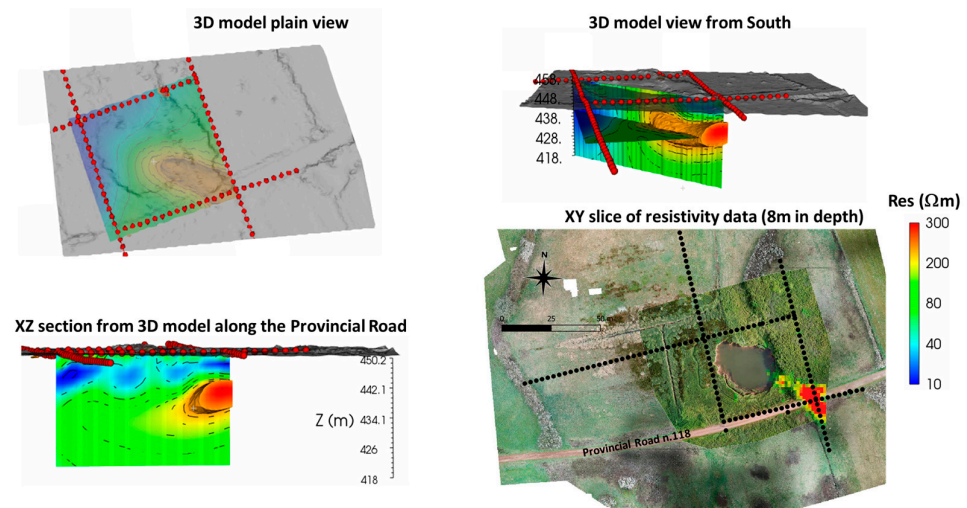 3D model plain view
3D model view from South
458.
448.
438.
428.
418.
Res (Ωm)
XY slice of resistivity data (8m in depth)
300
200
80
40
10
N
0 25 50
Provincial Road n.118
XZ section from 3D model along the Provincial Road
450.2
442.1
434.1
426
418
Z (m)